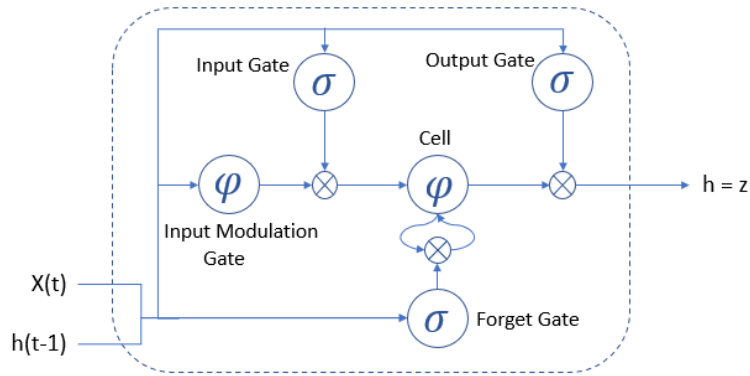 Input Gate
σ
Output Gate
σ
Cell
φ
φ
h = z
Input Modulation
Gate
X(t)
h(t-1)
σ
Forget Gate